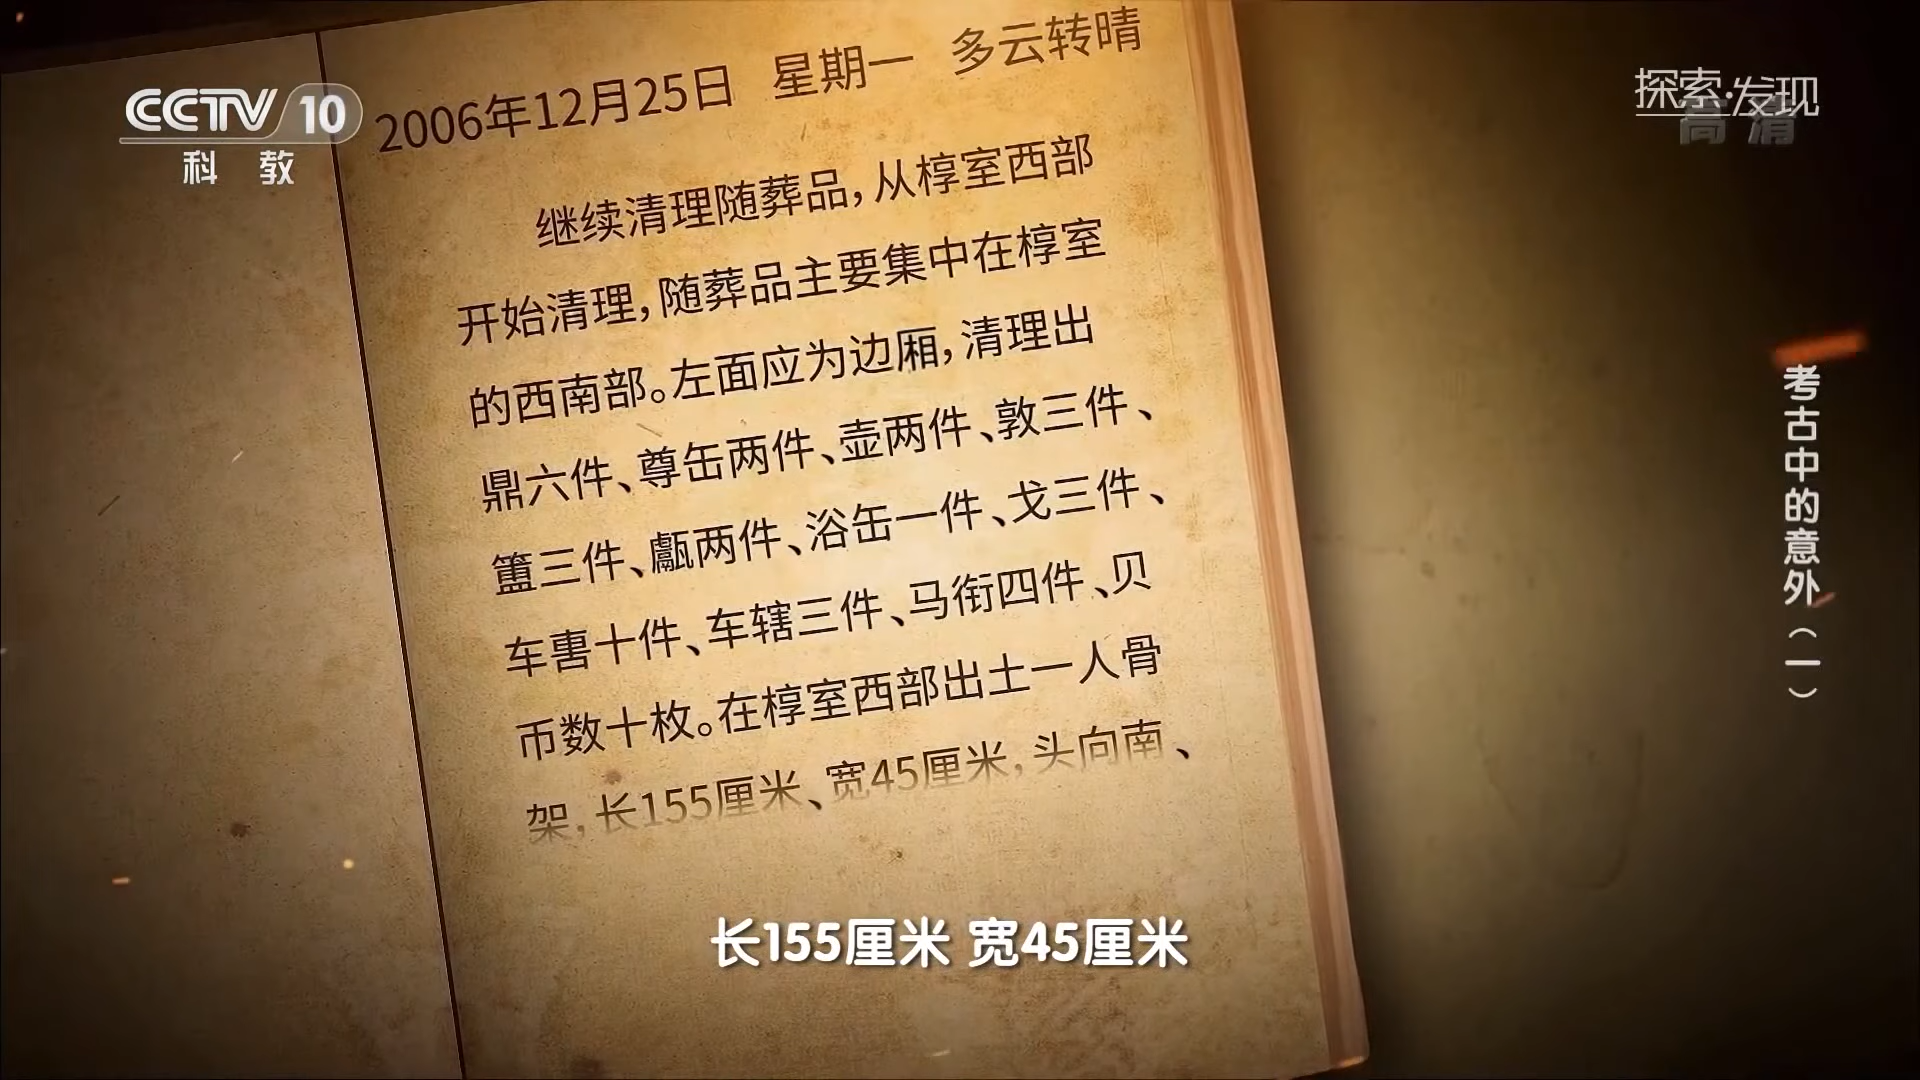 CCTV 10
科 教
探索·发现
高清
2006年12月25日 星期一 多云转晴
继续清理随葬品，从椁室西部
开始清理，随葬品主要集中在椁室
的西南部。左面应为边厢，清理出
鼎六件、尊缶两件、壶两件、敦三件、
簠三件、甗两件、浴缶一件、戈三件、
车軎十件、车辖三件、马衔四件、贝
币数十枚。在椁室西部出土一人骨
架，长155厘米、宽45厘米，头向南、
考古中的意外（一）
长155厘米 宽45厘米